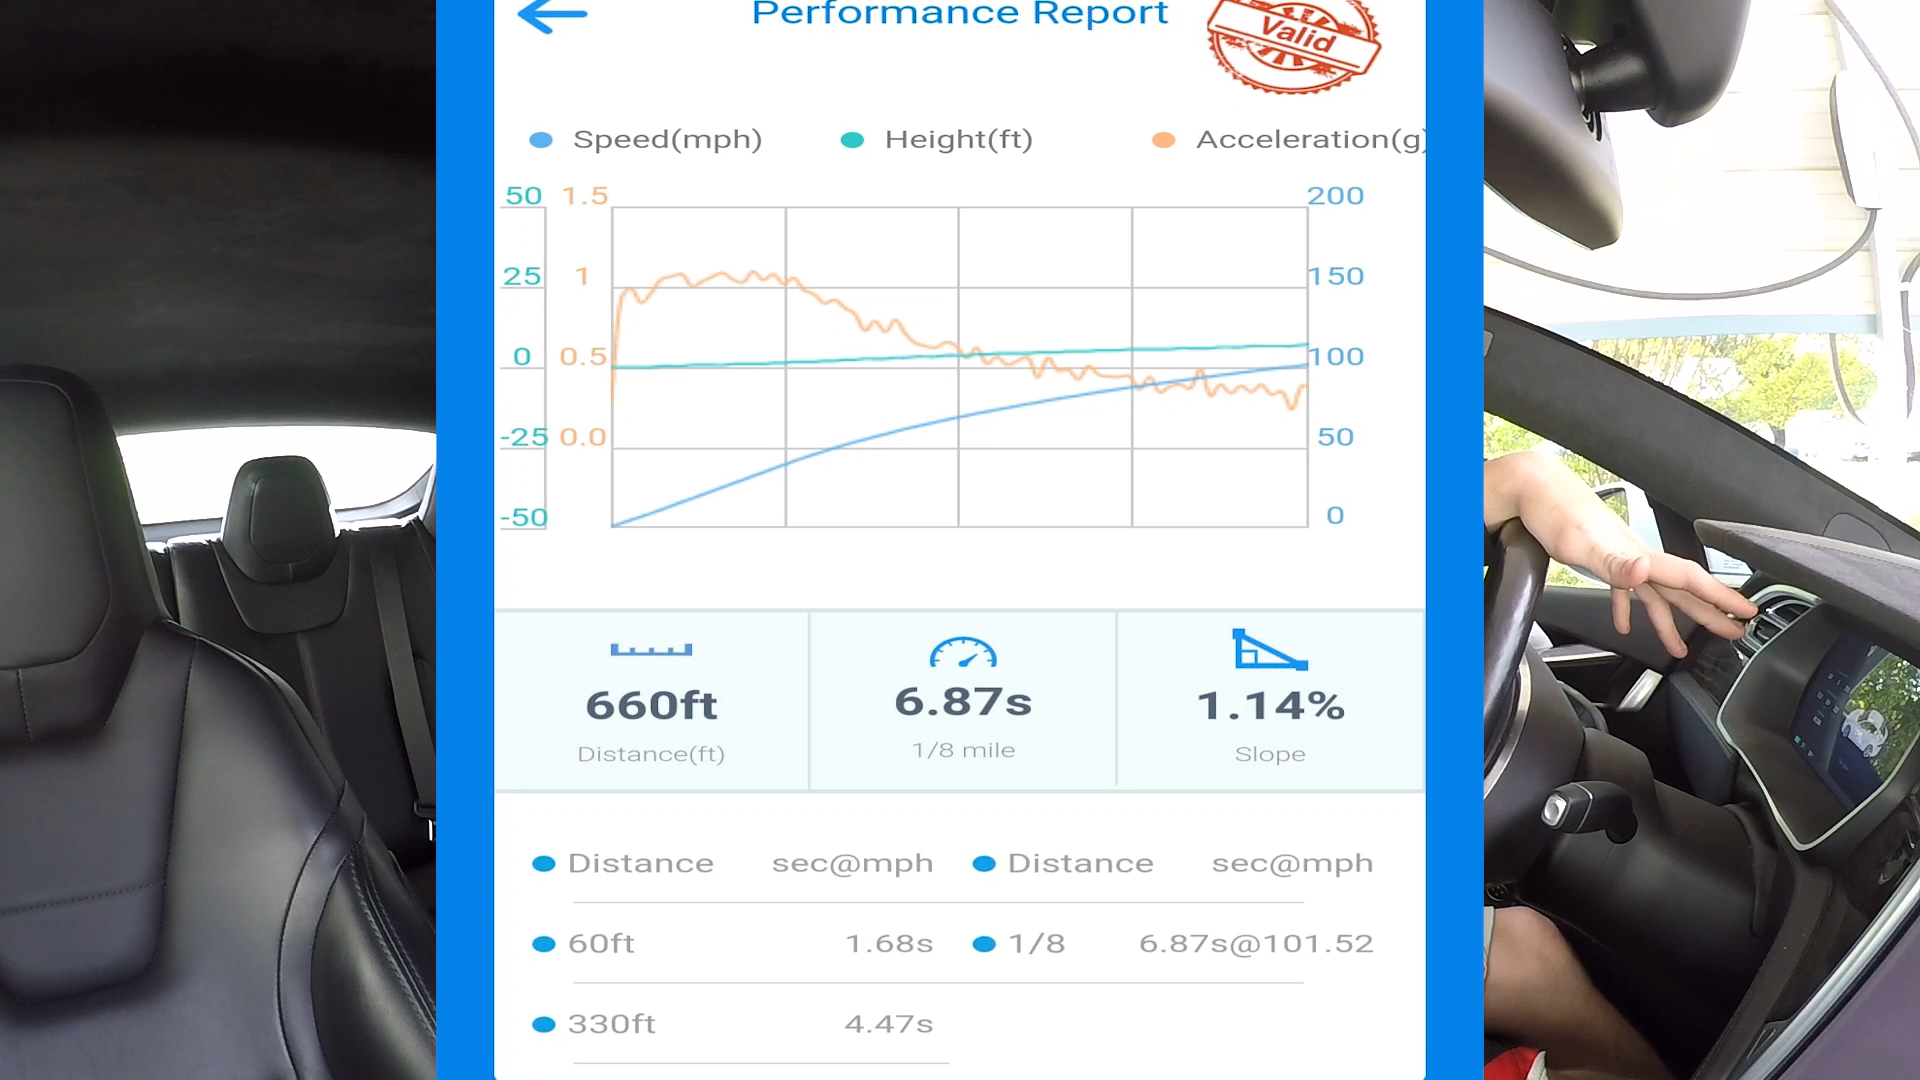 Performance Report
Valid
Speed(mph) Height(ft) Acceleration(g)
50 1.5 200
25 1 150
0 0.5 100
-25 0.0 50
-50 0
660ft 6.87s 1.14%
Distance(ft) 1/8 mile Slope
Distance sec@mph Distance sec@mph
60ft 1.68s 1/8 6.87s@101.52
330ft 4.47s